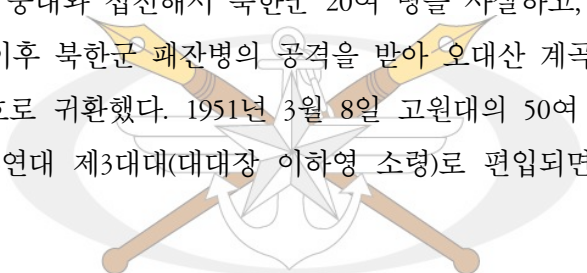 중대와 접전해서 북한군 20여 명을 사살하고,
이후 북한군 패잔병의 공격을 받아 오대산 계곡
로 귀환했다. 1951년 3월 8일 고원대의 50여
연대 제3대대(대대장 이하영 소령)로 편입되면